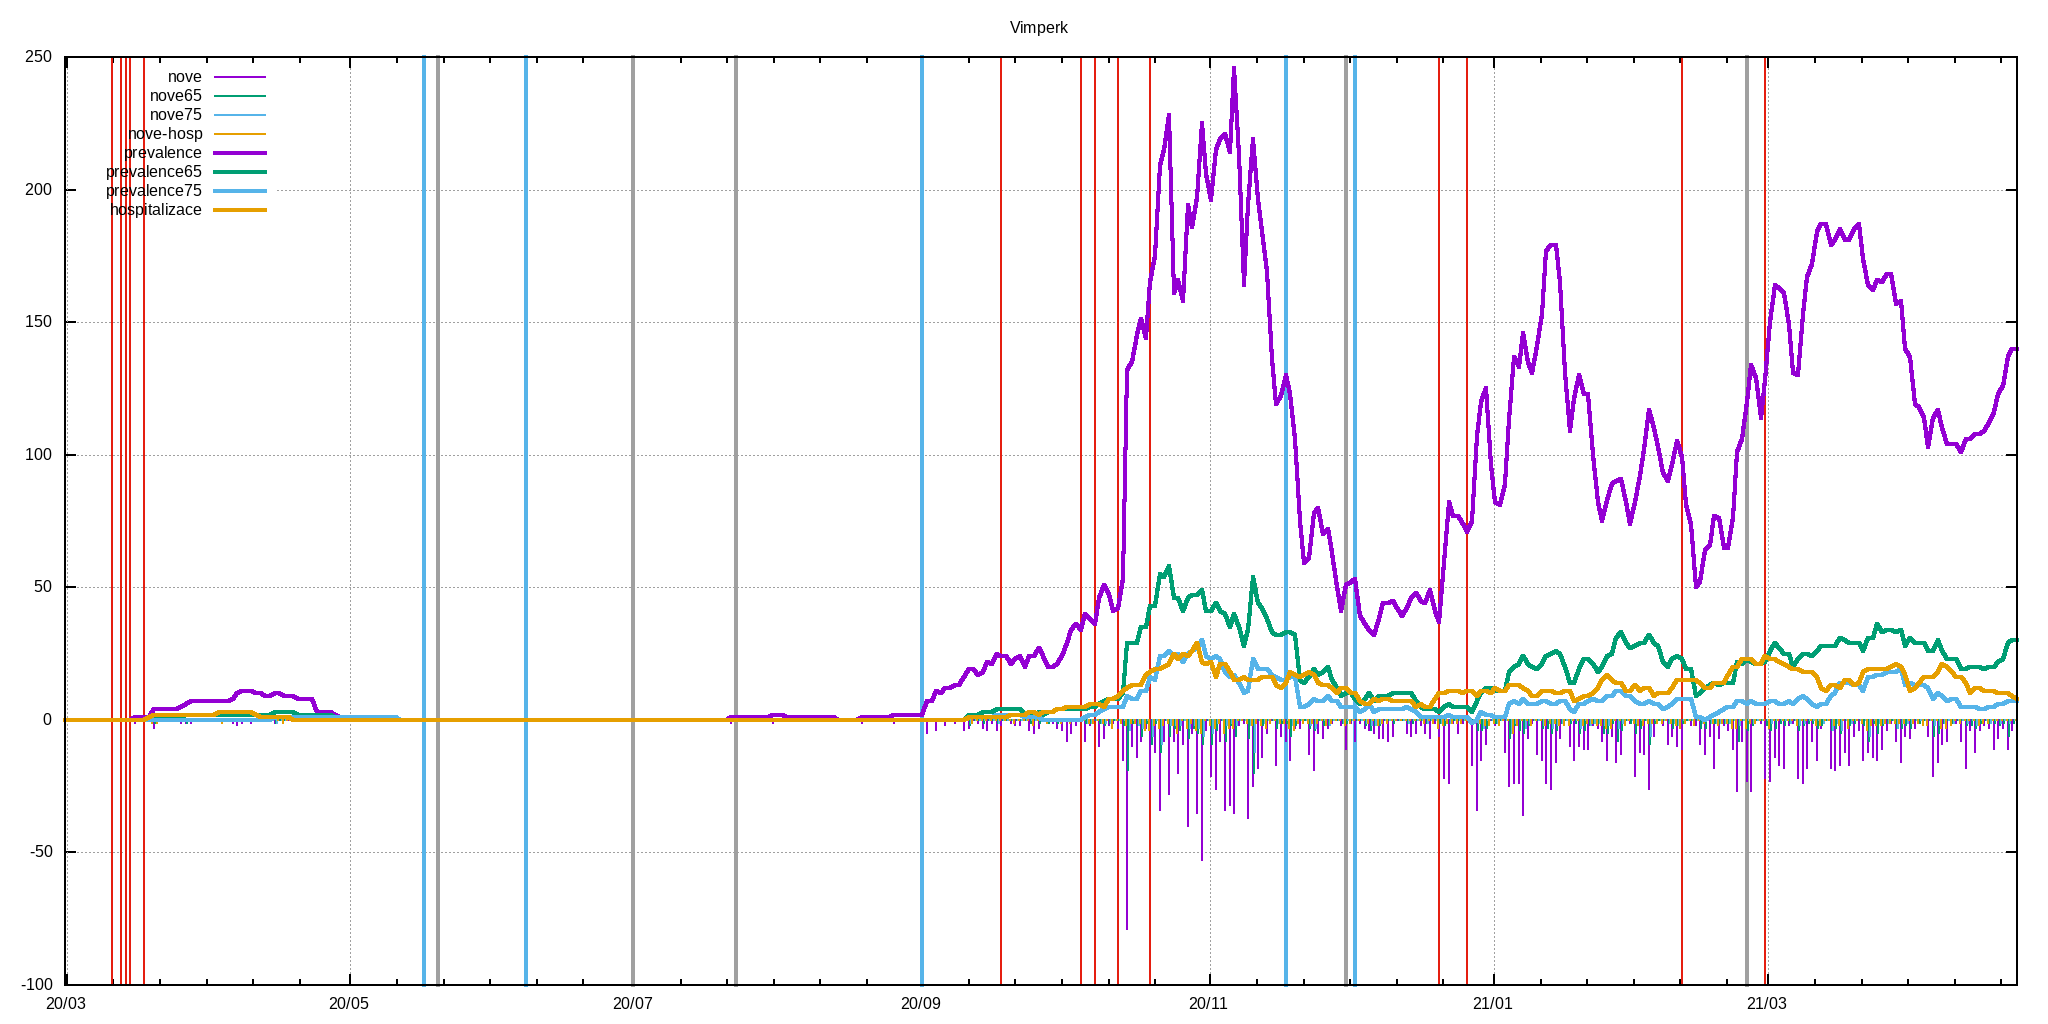 Vimperk
250
200
150
100
50
0
-50
-100
nove
nove65
nove75
nove-hosp
prevalence
prevalence65
prevalence75
hospitalizace
20/03
20/05
20/07
20/09
20/11
21/01
21/03